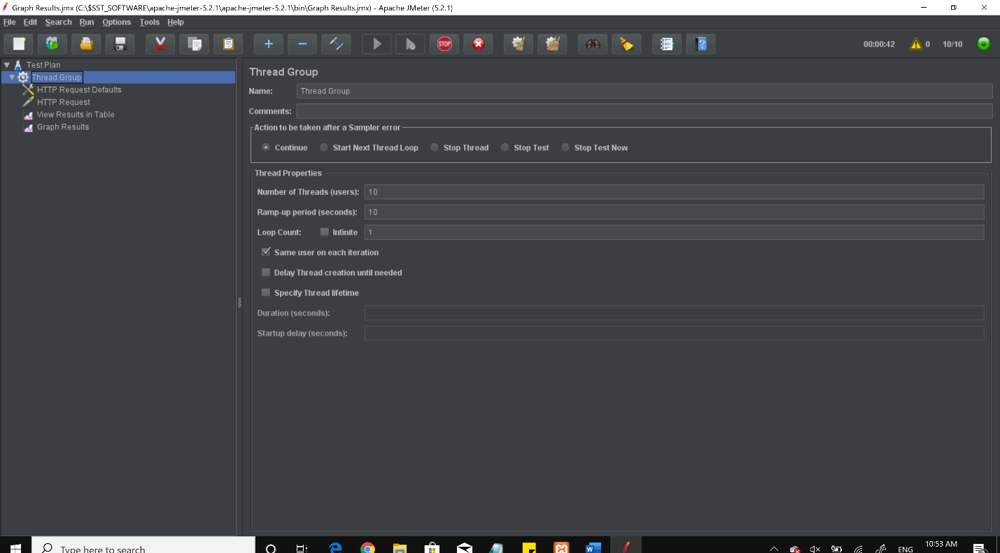 Graph Results.jmx (C:\$SST_SOFTWARE\apache-jmeter-5.2.1\apache-jmeter-5.2.1\bin\Graph Results.jmx) - Apache JMeter (5.2.1)
File Edit Search Run Options Tools Help
STOP 00:00:42 0 10/10
Test Plan
Thread Group
HTTP Request Defaults
HTTP Request
View Results in Table
Graph Results
Thread Group
Name: Thread Group
Comments:
Action to be taken after a Sampler error
Continue Start Next Thread Loop Stop Thread Stop Test Stop Test Now
Thread Properties
Number of Threads (users): 10
Ramp-up period (seconds): 10
Loop Count: Infinite 1
Same user on each iteration
Delay Thread creation until needed
Specify Thread lifetime
Duration (seconds):
Startup delay (seconds):
Type here to search
ENG 10:53 AM